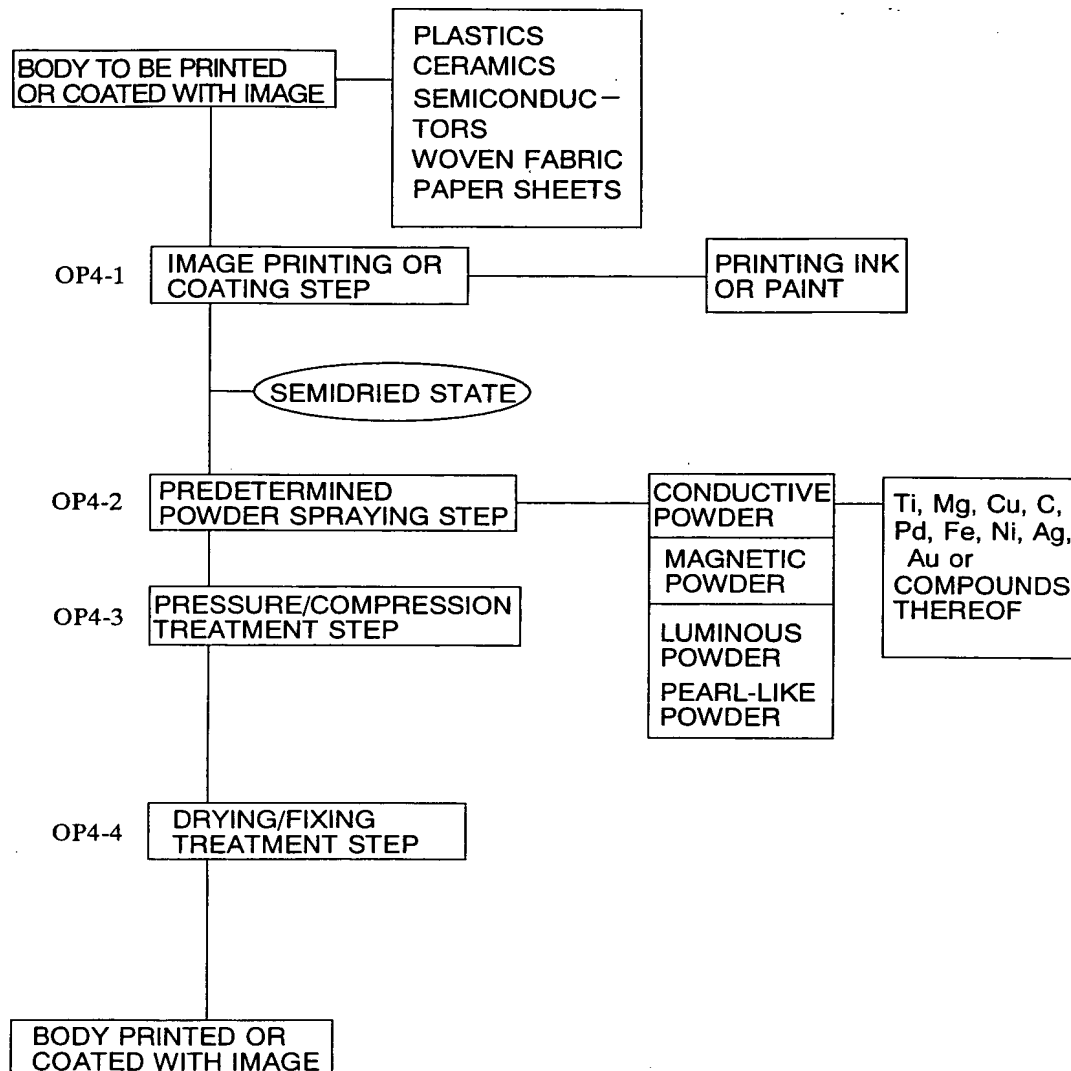 BODY TO BE PRINTED
OR COATED WITH IMAGE
PLASTICS
CERAMICS
SEMICONDUC-
TORS
WOVEN FABRIC
PAPER SHEETS
OP4-1
IMAGE PRINTING OR
COATING STEP
PRINTING INK
OR PAINT
SEMIDRIED STATE
OP4-2
PREDETERMINED
POWDER SPRAYING STEP
CONDUCTIVE
POWDER
MAGNETIC
POWDER
LUMINOUS
POWDER
PEARL-LIKE
POWDER
Ti, Mg, Cu, C,
Pd, Fe, Ni, Ag,
Au or
COMPOUNDS
THEREOF
OP4-3
PRESSURE/COMPRESSION
TREATMENT STEP
OP4-4
DRYING/FIXING
TREATMENT STEP
BODY PRINTED OR
COATED WITH IMAGE